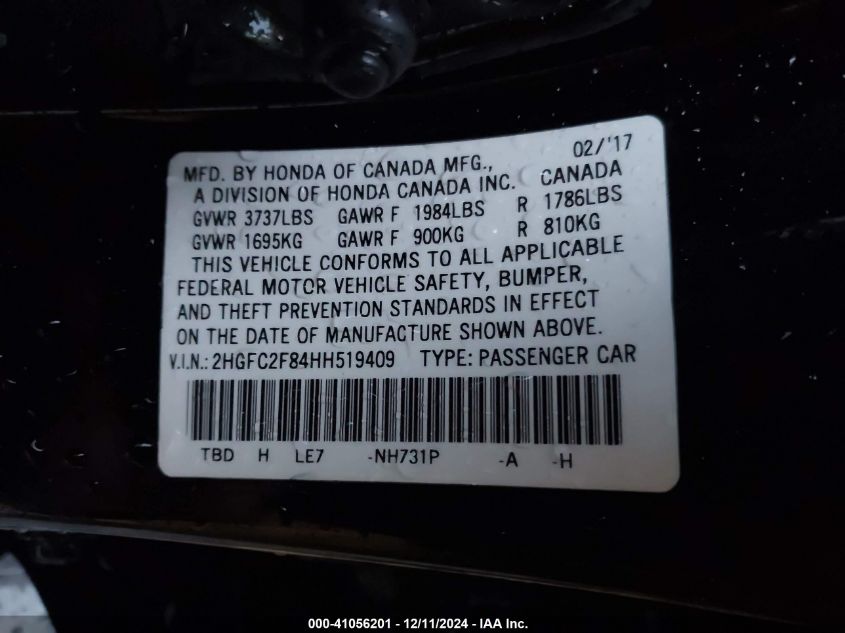 02/'17
MFD. BY HONDA OF CANADA MFG.,
A DIVISION OF HONDA CANADA INC. CANADA
GVWR 3737LBS GAWR F 1984LBS R 1786LBS
GVWR 1695KG GAWR F 900KG R 810KG
THIS VEHICLE CONFORMS TO ALL APPLICABLE
FEDERAL MOTOR VEHICLE SAFETY, BUMPER,
AND THEFT PREVENTION STANDARDS IN EFFECT
ON THE DATE OF MANUFACTURE SHOWN ABOVE.
V.I.N.: 2HGFC2F84HH519409 TYPE: PASSENGER CAR
TBD H LE7 -NH731P -A -H
000-41056201 - 12/11/2024 - IAA Inc.